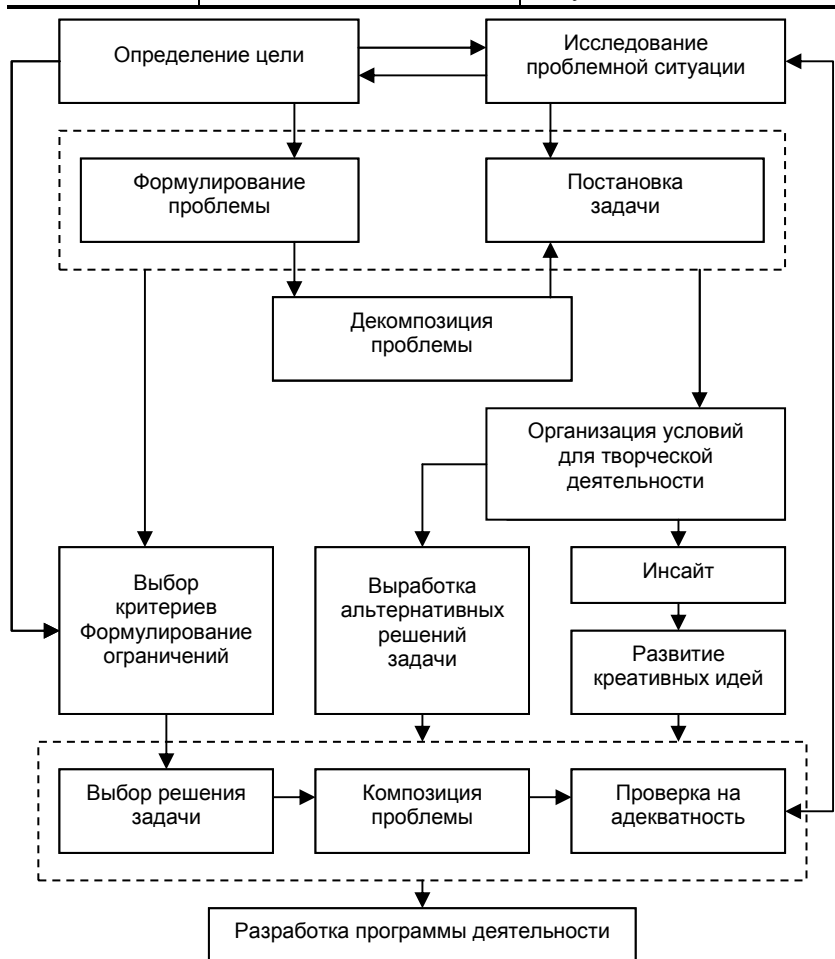 Определение цели
Исследование
проблемной ситуации
Формулирование
проблемы
Постановка
задачи
Декомпозиция
проблемы
Организация условий
для творческой
деятельности
Выбор
критериев
Формулирование
ограничений
Выработка
альтернативных
решений
задачи
Инсайт
Развитие
креативных идей
Выбор решения
задачи
Композиция
проблемы
Проверка на
адекватность
Разработка программы деятельности